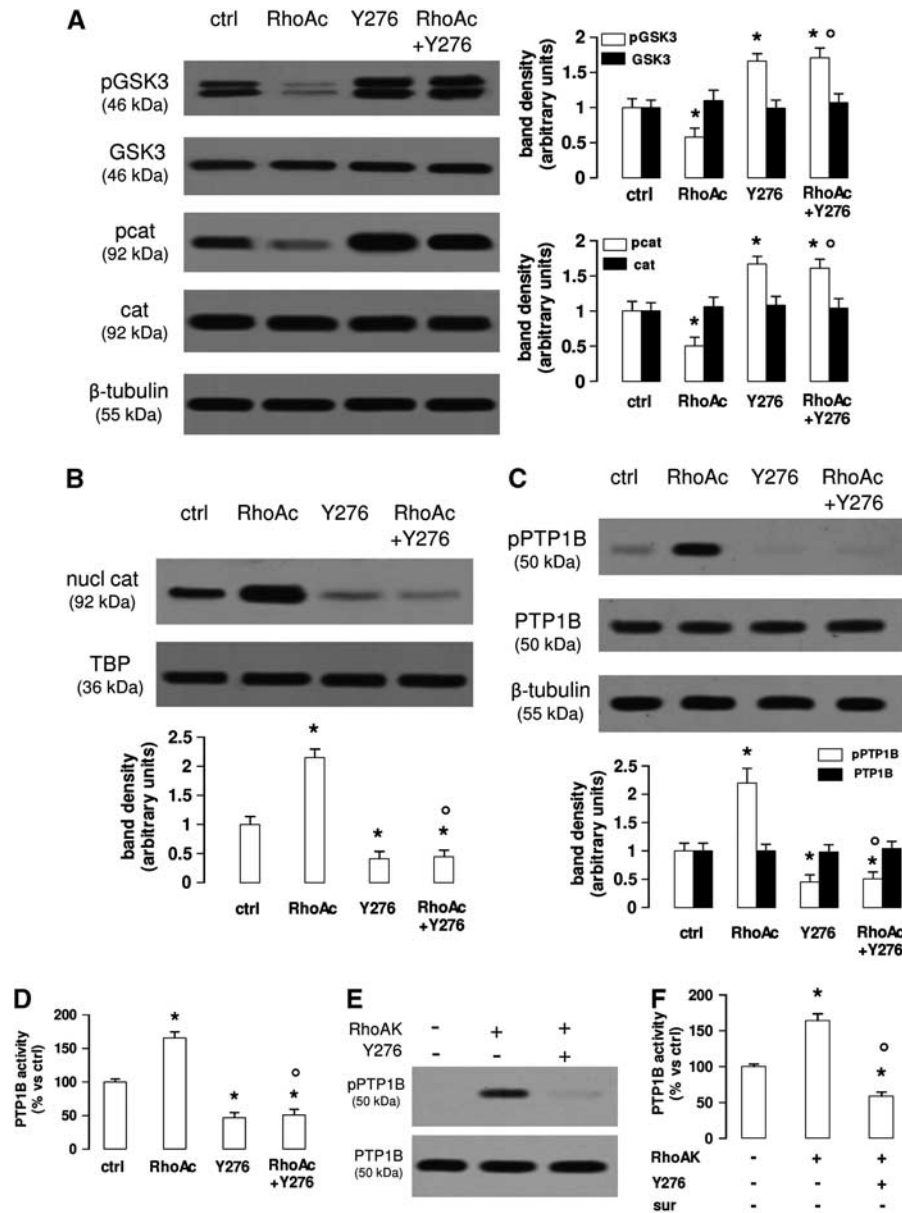 A
ctrl RhoAc Y276 RhoAc
+Y276
pGSK3
(46 kDa)
GSK3
(46 kDa)
pcat
(92 kDa)
cat
(92 kDa)
β-tubulin
(55 kDa)
band density
(arbitrary units)
2
1.5
1
0.5
0
pGSK3
GSK3
*
*
* °
ctrl RhoAc Y276 RhoAc
+Y276
band density
(arbitrary units)
2
1.5
1
0.5
0
pcat
cat
*
*
* °
ctrl RhoAc Y276 RhoAc
+Y276
B
ctrl RhoAc Y276 RhoAc
+Y276
nucl cat
(92 kDa)
TBP
(36 kDa)
band density
(arbitrary units)
2.5
2
1.5
1
0.5
0
*
*
°
*
ctrl RhoAc Y276 RhoAc
+Y276
C
ctrl RhoAc Y276 RhoAc
+Y276
pPTP1B
(50 kDa)
PTP1B
(50 kDa)
β-tubulin
(55 kDa)
band density
(arbitrary units)
2.5
2
1.5
1
0.5
0
pPTP1B
PTP1B
*
*
°
*
ctrl RhoAc Y276 RhoAc
+Y276
D
PTP1B activity
(% vs ctrl)
200
150
100
50
0
*
*
°
*
ctrl RhoAc Y276 RhoAc
+Y276
E
RhoAK - + +
Y276 - - +
pPTP1B
(50 kDa)
PTP1B
(50 kDa)
F
PTP1B activity
(% vs ctrl)
200
150
100
50
0
*
°
*
RhoAK - + +
Y276 - - +
sur - - -